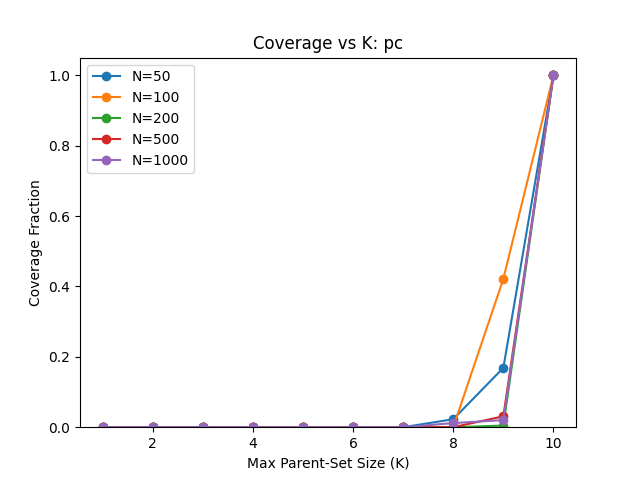 Coverage vs K: pc
N=50
N=100
N=200
N=500
N=1000
Coverage Fraction
1.0
0.8
0.6
0.4
0.2
0.0
2 4 6 8 10
Max Parent-Set Size (K)